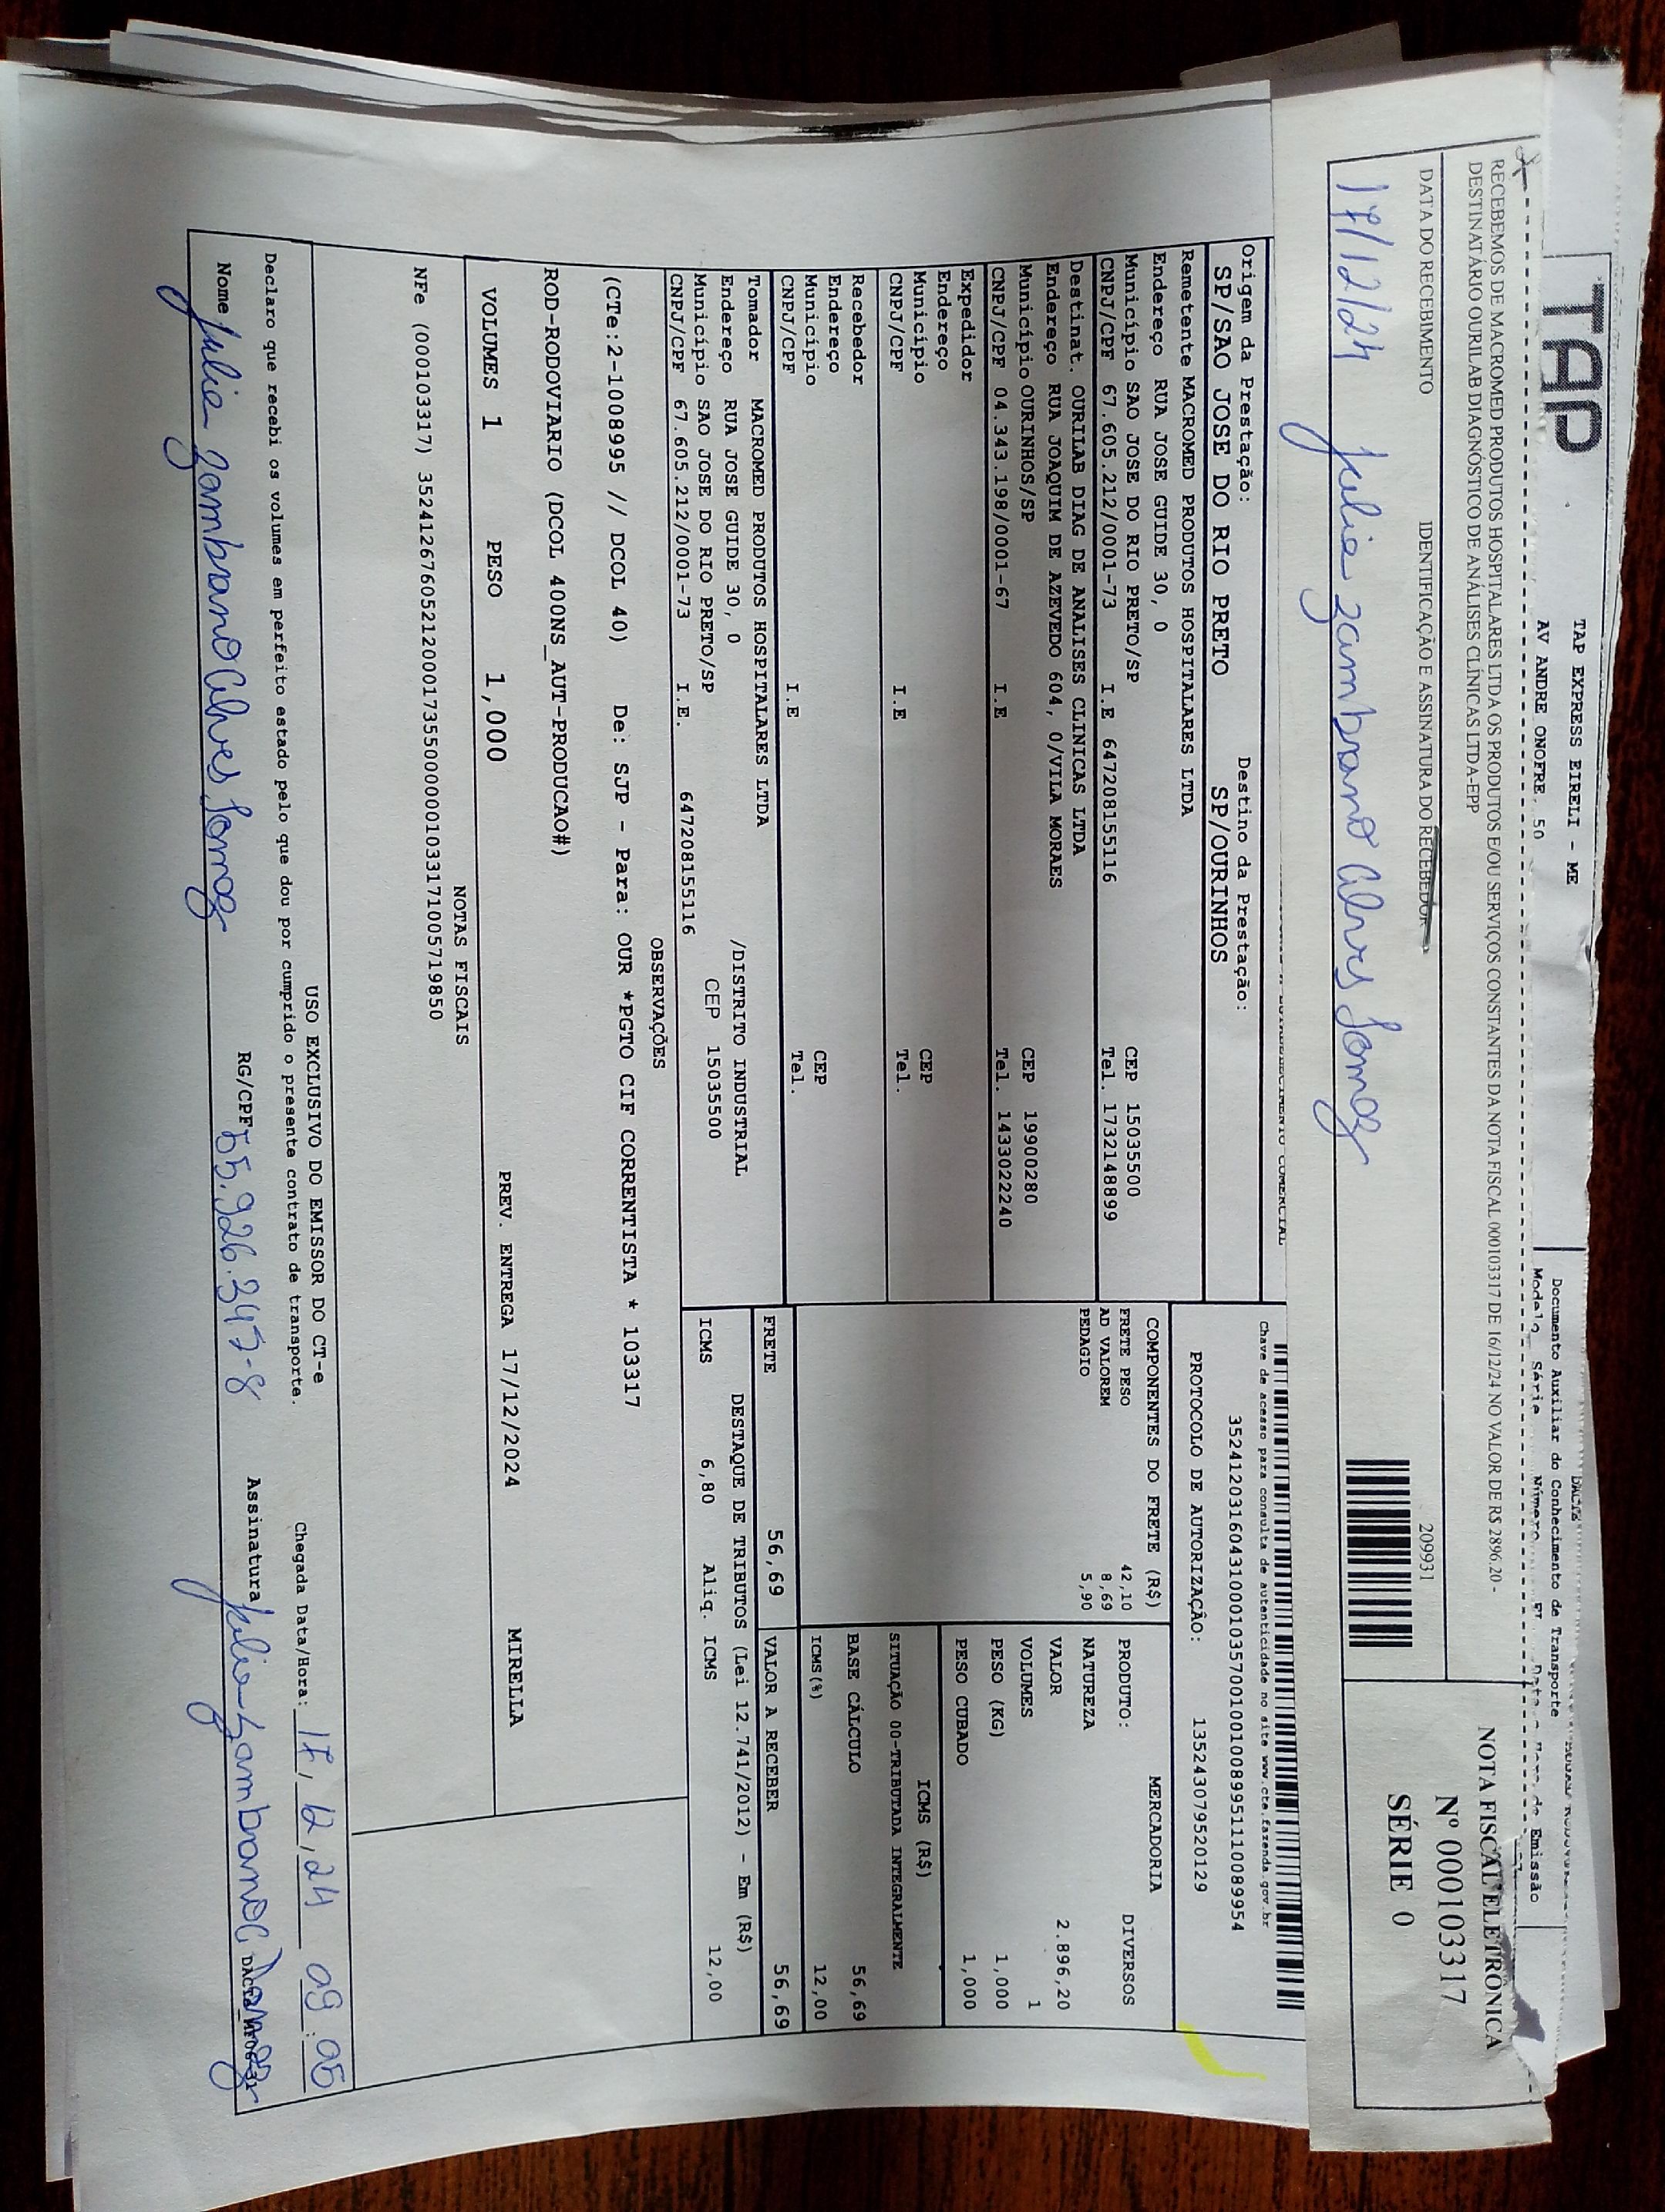 TAP
TAP EXPRESS EIRELI - ME
AV ANDRE ONOFRE, 50
DACTE
Documento Auxiliar do Conhecimento de Transporte
Modelo Série Número Data e Hora de Emissão
RECEBEMOS DE MACROMED PRODUTOS HOSPITALARES LTDA OS PRODUTOS E/OU SERVIÇOS CONSTANTES DA NOTA FISCAL 000103317 DE 16/12/24 NO VALOR DE R$ 2896.20 -
DESTINATÁRIO OURILAB DIAGNÓSTICO DE ANÁLISES CLÍNICAS LTDA-EPP
DATA DO RECEBIMENTO IDENTIFICAÇÃO E ASSINATURA DO RECEBEDOR
209931
17/12/24 Julia Zambrano Alves
NOTA FISCAL ELETRÔNICA
Nº 000103317
SÉRIE 0
Chave de acesso para consulta de autenticidade no site www.cte.fazenda.gov.br
35241203160431000103570010010089951110089954
PROTOCOLO DE AUTORIZAÇÃO: 135243079520129
Origem da Prestação: Destino da Prestação:
SP/SAO JOSE DO RIO PRETO SP/OURINHOS
Remetente MACROMED PRODUTOS HOSPITALARES LTDA
Endereço RUA JOSE GUIDE 30, 0
Município SAO JOSE DO RIO PRETO/SP CEP 15035500
CNPJ/CPF 67.605.212/0001-73 I.E 647208155116 Tel. 1732148899
Destinat. OURILAB DIAG DE ANALISES CLINICAS LTDA
Endereço RUA JOAQUIM DE AZEVEDO 604, 0/VILA MORAES
Município OURINHOS/SP CEP 19900280
CNPJ/CPF 04.343.198/0001-67 I.E Tel. 1433022240
Expedidor
Endereço
Município CEP
CNPJ/CPF I.E Tel.
Recebedor
Endereço
Município CEP
CNPJ/CPF I.E Tel.
Tomador MACROMED PRODUTOS HOSPITALARES LTDA
Endereço RUA JOSE GUIDE 30, 0 /DISTRITO INDUSTRIAL
Município SAO JOSE DO RIO PRETO/SP CEP 15035500
CNPJ/CPF 67.605.212/0001-73 I.E. 647208155116
COMPONENTES DO FRETE (R$)
FRETE PESO 42,10
AD VALOREM 8,69
PEDAGIO 5,90
MERCADORIA
PRODUTO: DIVERSOS
NATUREZA
VALOR 2.896,20
VOLUMES 1
PESO (KG) 1,000
PESO CUBADO 1,000
ICMS (R$)
SITUAÇÃO 00-TRIBUTADA INTEGRALMENTE
BASE CÁLCULO 56,69
ICMS(%) 12,00
FRETE 56,69 VALOR A RECEBER 56,69
DESTAQUE DE TRIBUTOS (Lei 12.741/2012) - Em (R$)
ICMS 6,80 Aliq. ICMS 12,00
OBSERVAÇÕES
(CTe:2-1008995 // DCOL 40) De: SJP - Para: OUR *PGTO CIF CORRENTISTA * 103317
ROD-RODOVIARIO (DCOL 400NS_AUT-PRODUCAO#)
VOLUMES 1 PESO 1,000 PREV. ENTREGA 17/12/2024 MIRELLA
NOTAS FISCAIS
NFe (000103317) 35241267605212000173550000001033171005719850
USO EXCLUSIVO DO EMISSOR DO CT-e
Declaro que recebi os volumes em perfeito estado pelo que dou por cumprido o presente contrato de transporte.
Chegada Data/Hora: 17/12/24 09:05
Nome Julia Zambrano Alves RG/CPF 55.926.347-8 Assinatura Julia Zambrano